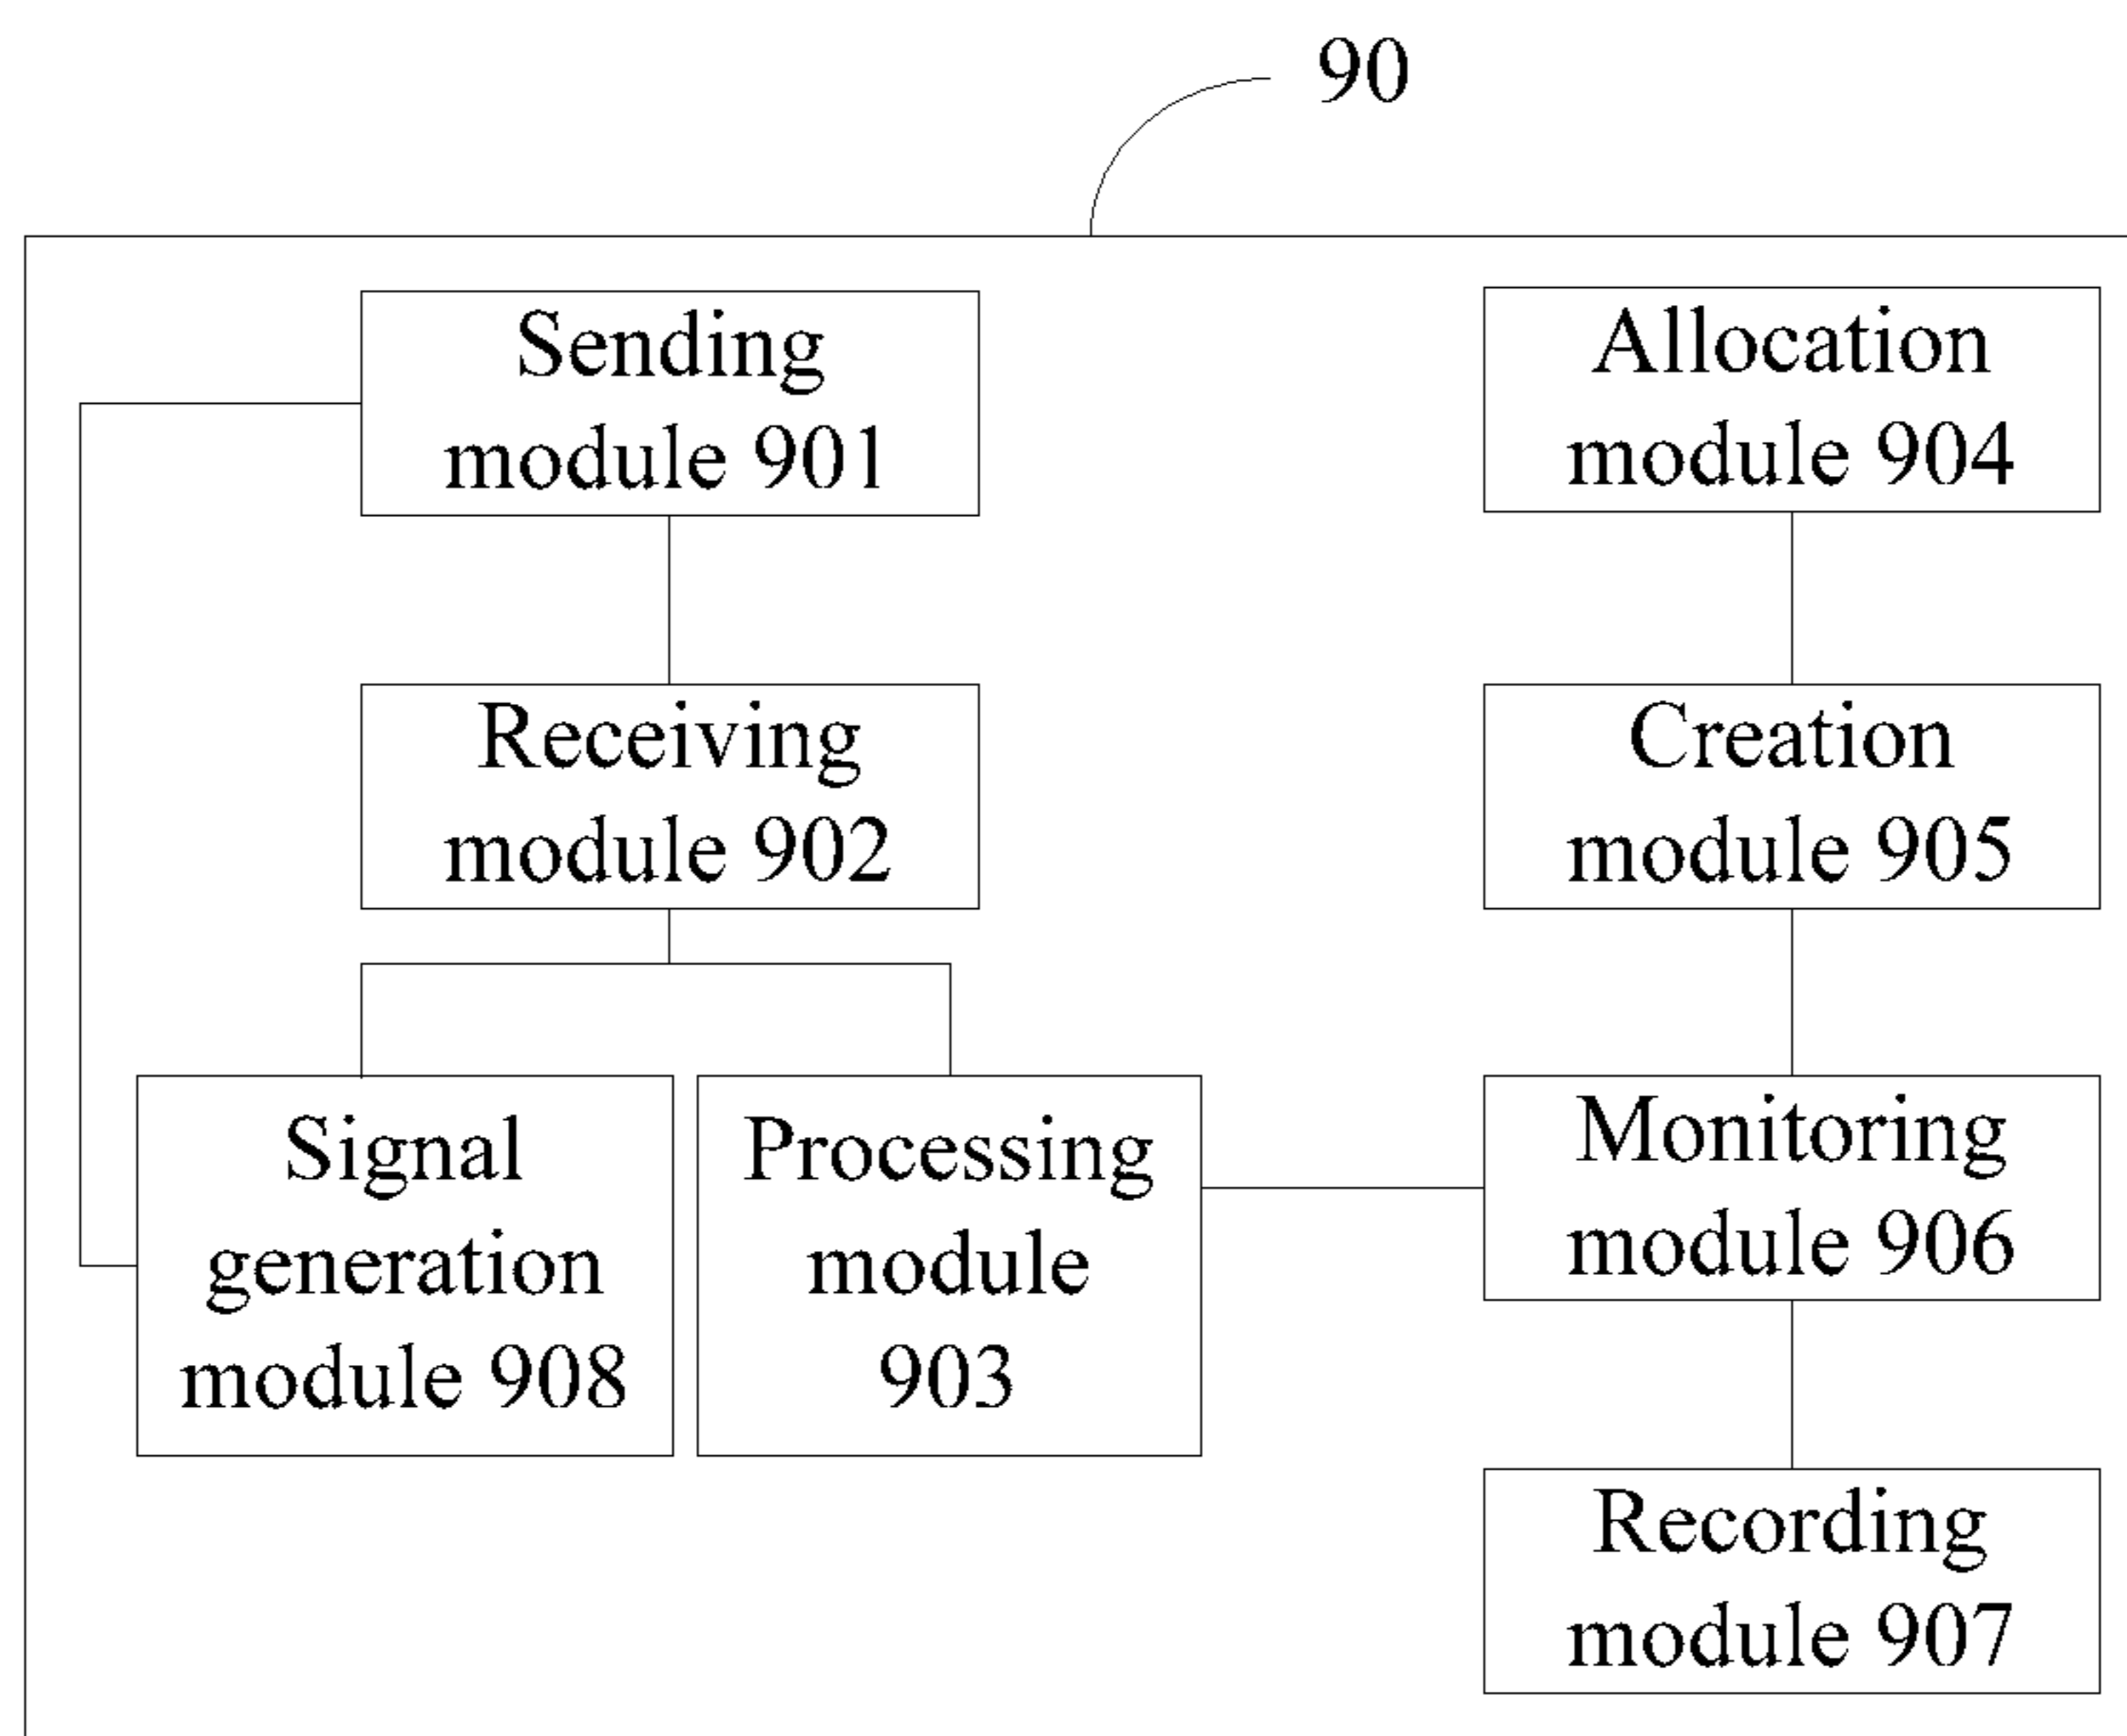 90
Sending
module 901
Allocation
module 904
Receiving
module 902
Creation
module 905
Signal
generation
module 908
Processing
module
903
Monitoring
module 906
Recording
module 907